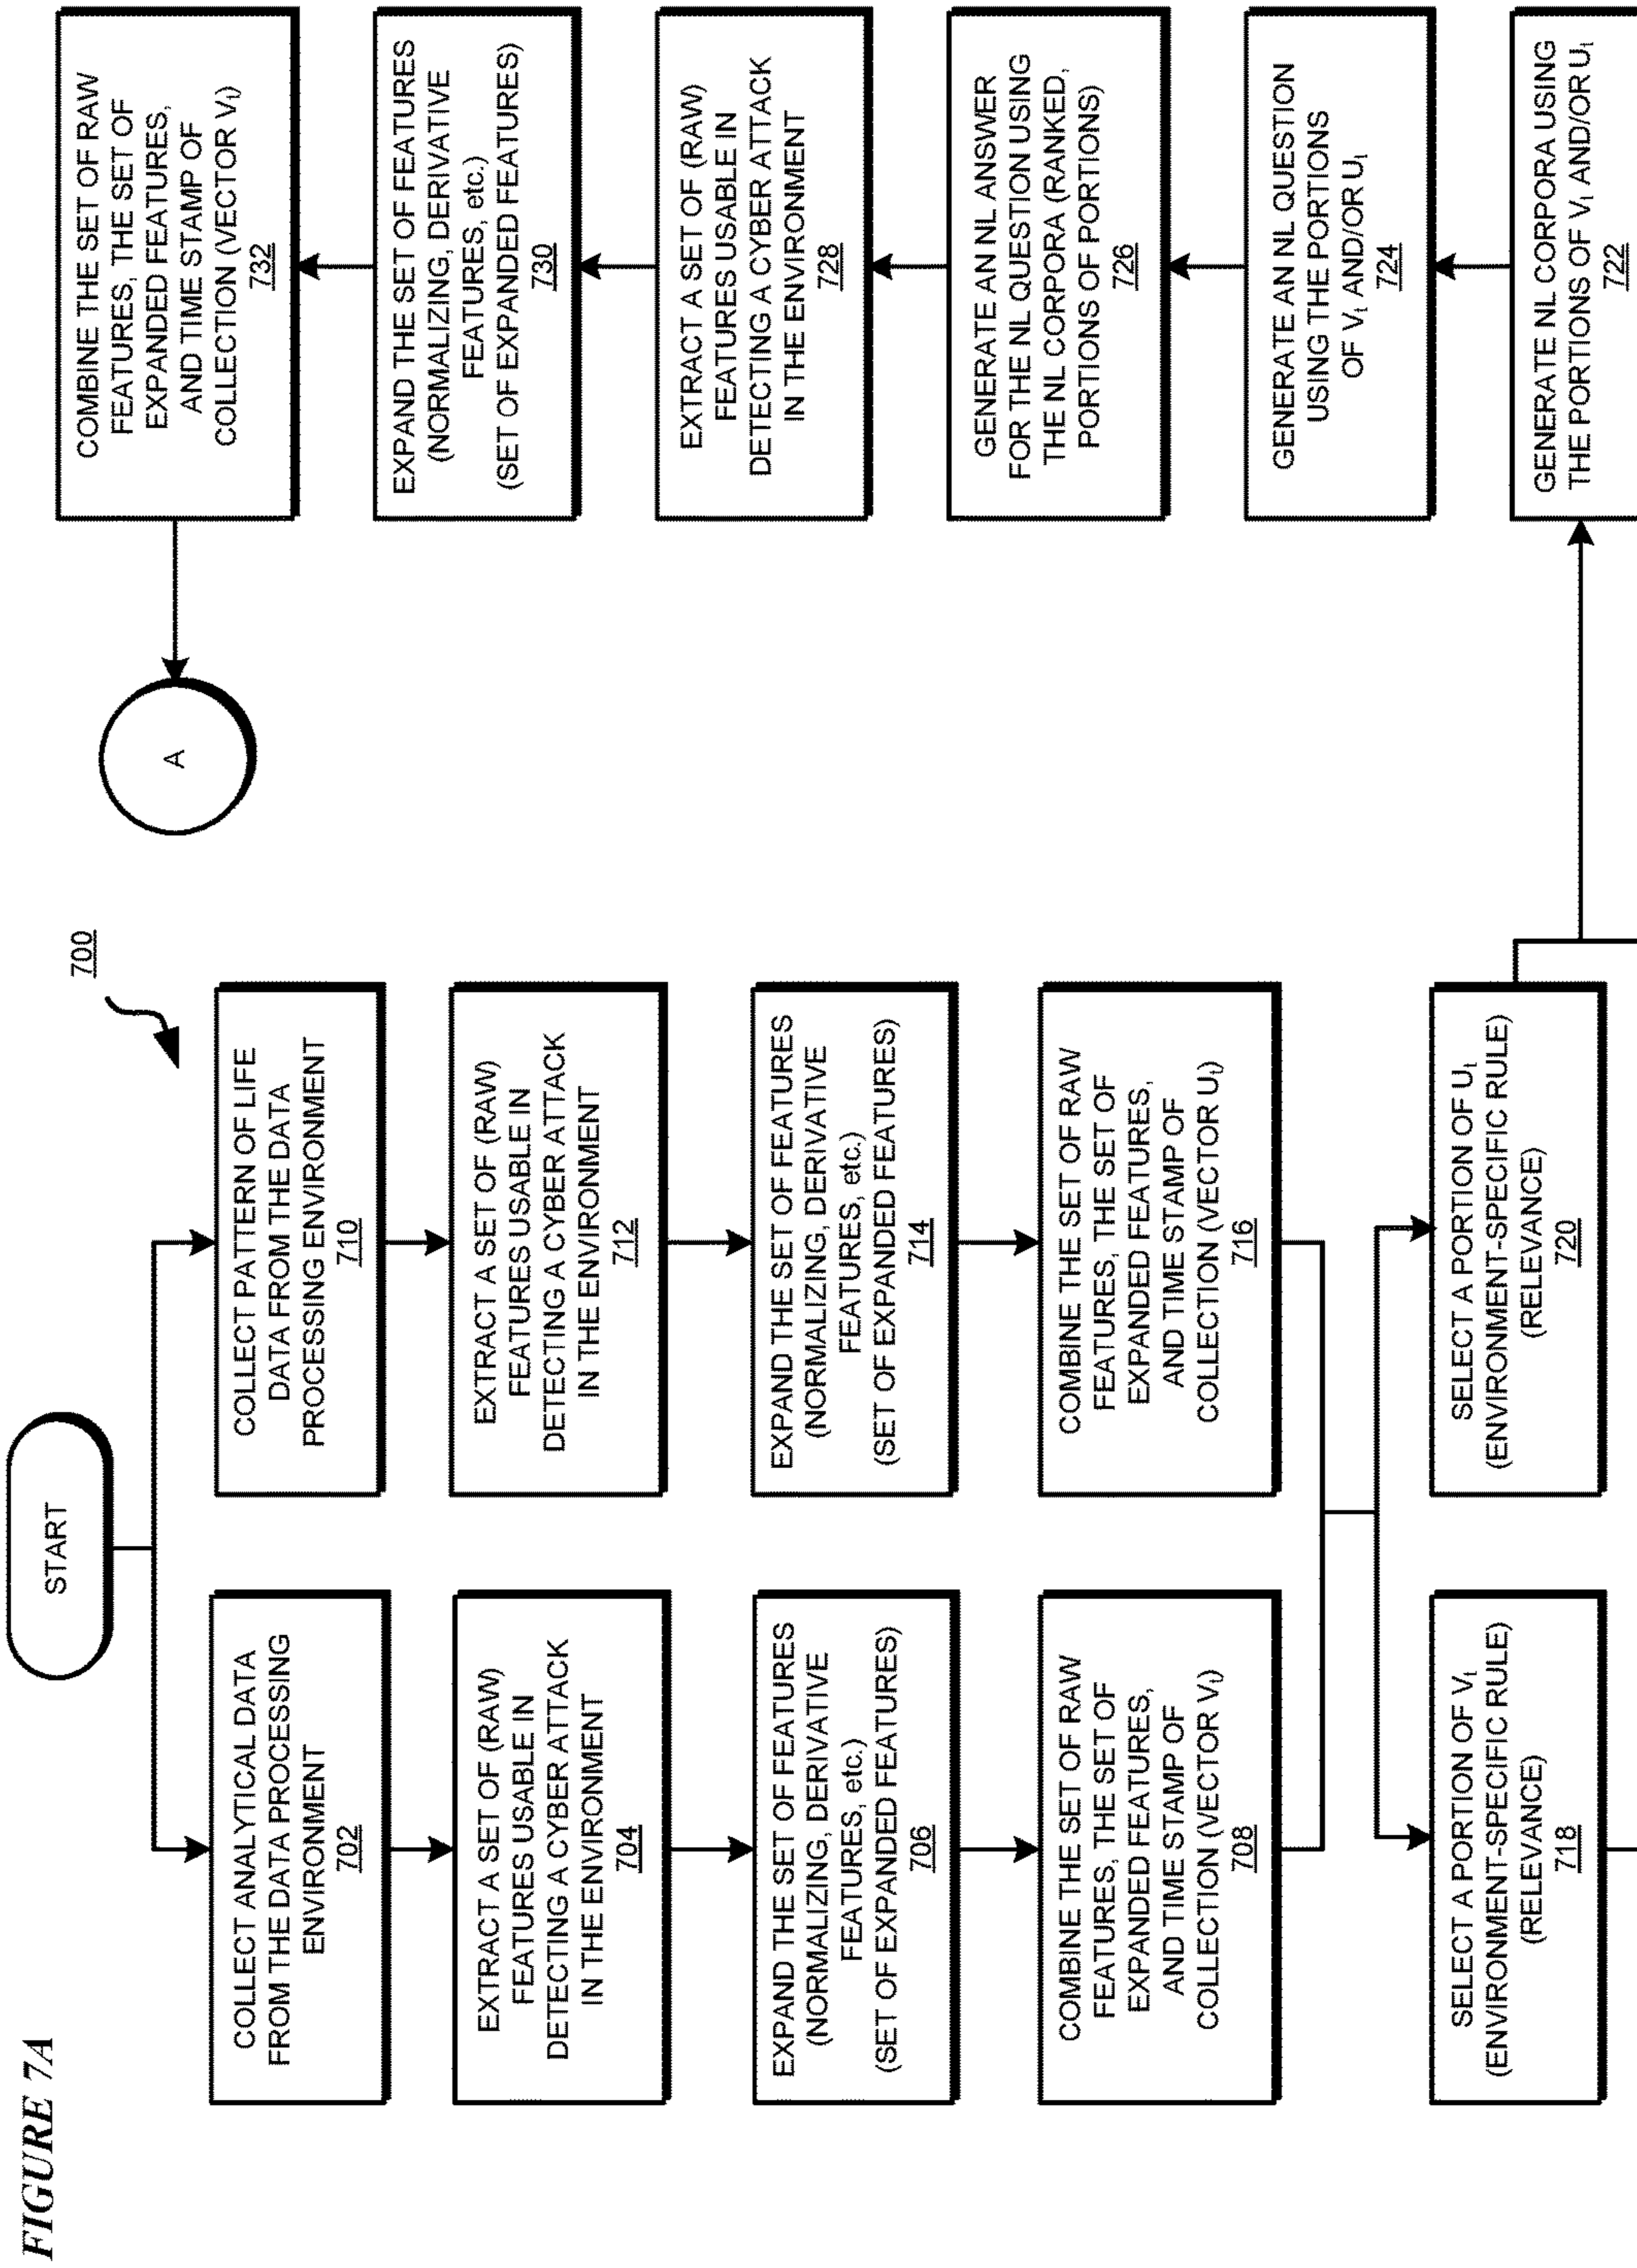 FIGURE 7A
START
700
COLLECT ANALYTICAL DATA
FROM THE DATA PROCESSING
ENVIRONMENT
702
EXTRACT A SET OF (RAW)
FEATURES USABLE IN
DETECTING A CYBER ATTACK
IN THE ENVIRONMENT
704
EXPAND THE SET OF FEATURES
(NORMALIZING, DERIVATIVE
FEATURES, etc.)
(SET OF EXPANDED FEATURES)
706
COMBINE THE SET OF RAW
FEATURES, THE SET OF
EXPANDED FEATURES,
AND TIME STAMP OF
COLLECTION (VECTOR Vt)
708
COLLECT PATTERN OF LIFE
DATA FROM THE DATA
PROCESSING ENVIRONMENT
710
EXTRACT A SET OF (RAW)
FEATURES USABLE IN
DETECTING A CYBER ATTACK
IN THE ENVIRONMENT
712
EXPAND THE SET OF FEATURES
(NORMALIZING, DERIVATIVE
FEATURES, etc.)
(SET OF EXPANDED FEATURES)
714
COMBINE THE SET OF RAW
FEATURES, THE SET OF
EXPANDED FEATURES,
AND TIME STAMP OF
COLLECTION (VECTOR Ut)
716
SELECT A PORTION OF Vt
(ENVIRONMENT-SPECIFIC RULE)
(RELEVANCE)
718
SELECT A PORTION OF Ut
(ENVIRONMENT-SPECIFIC RULE)
(RELEVANCE)
720
GENERATE NL CORPORA USING
THE PORTIONS OF Vt AND/OR Ut
722
GENERATE AN NL QUESTION
USING THE PORTIONS
OF Vt AND/OR Ut
724
GENERATE AN NL ANSWER
FOR THE NL QUESTION USING
THE NL CORPORA (RANKED,
PORTIONS OF PORTIONS)
726
EXTRACT A SET OF (RAW)
FEATURES USABLE IN
DETECTING A CYBER ATTACK
IN THE ENVIRONMENT
728
EXPAND THE SET OF FEATURES
(NORMALIZING, DERIVATIVE
FEATURES, etc.)
(SET OF EXPANDED FEATURES)
730
COMBINE THE SET OF RAW
FEATURES, THE SET OF
EXPANDED FEATURES,
AND TIME STAMP OF
COLLECTION (VECTOR Vt)
732
A